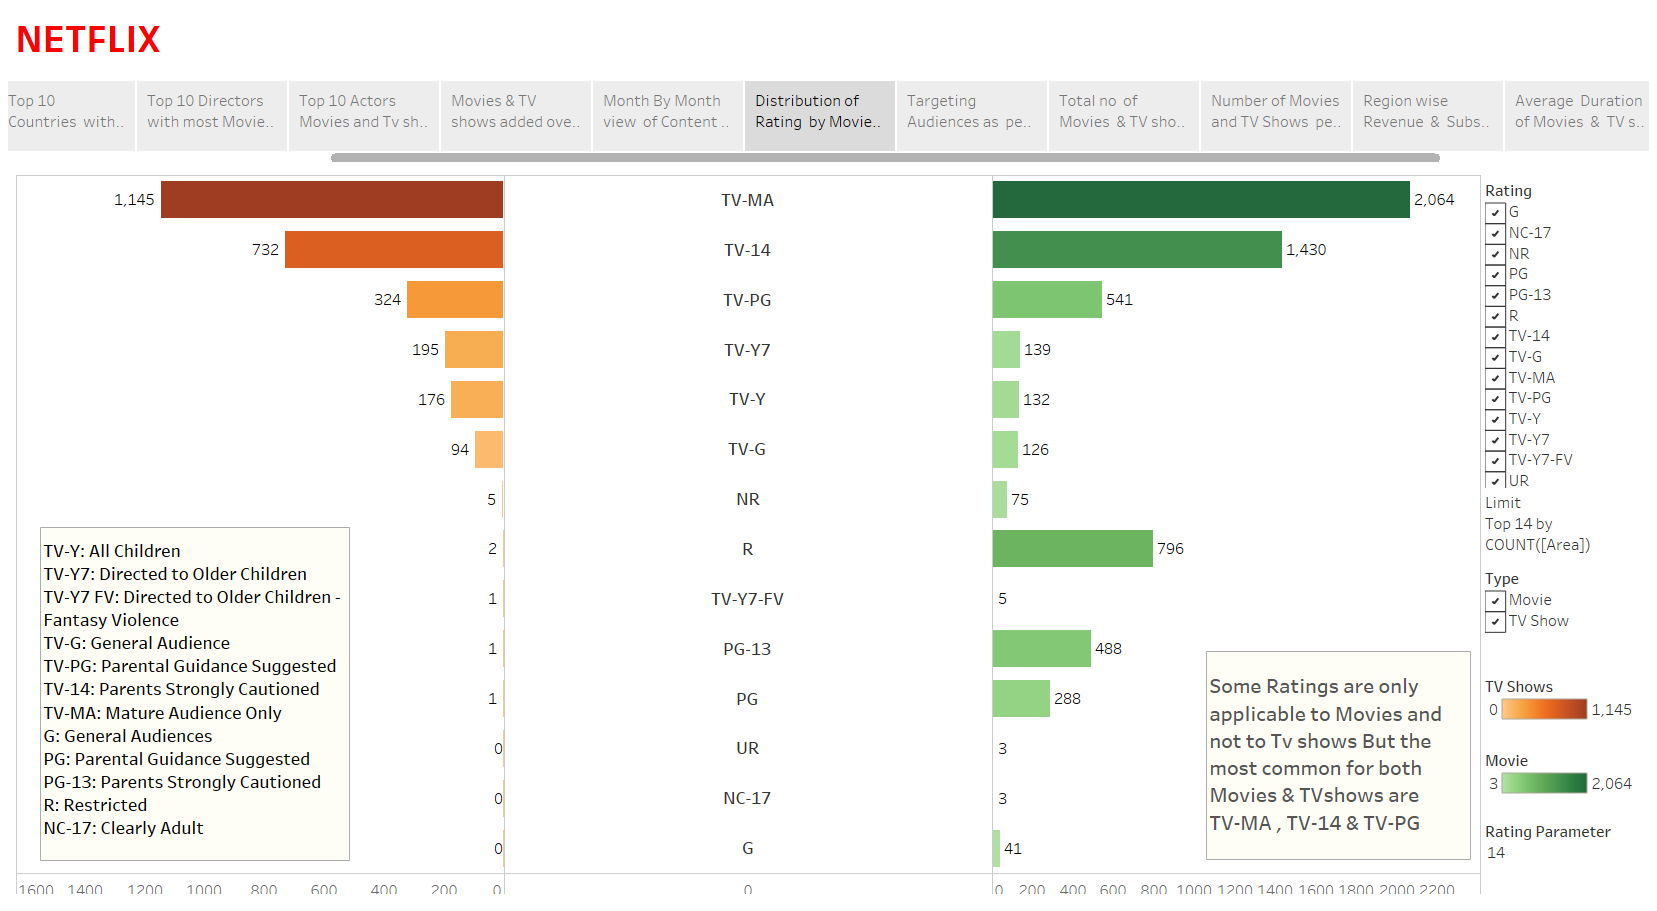 NETFLIX
Top 10
Countries with..
Top 10 Directors
with most Movie..
Top 10 Actors
Movies and Tv sh..
Movies & TV
shows added ove..
Month By Month
view of Content ..
Distribution of
Rating by Movie..
Targeting
Audiences as pe..
Total no of
Movies & TV sho..
Number of Movies
and TV Shows pe..
Region wise
Revenue & Subs..
Average Duration
of Movies & TV s..
1,145 TV-MA 2,064
732 TV-14 1,430
324 TV-PG 541
195 TV-Y7 139
176 TV-Y 132
94 TV-G 126
5 NR 75
2 R 796
1 TV-Y7-FV 5
1 PG-13 488
1 PG 288
0 UR 3
0 NC-17 3
0 G 41
1600 1400 1200 1000 800 600 400 200 0 0 0 200 400 600 800 1000 1200 1400 1600 1800 2000 2200
TV-Y: All Children
TV-Y7: Directed to Older Children
TV-Y7 FV: Directed to Older Children -
Fantasy Violence
TV-G: General Audience
TV-PG: Parental Guidance Suggested
TV-14: Parents Strongly Cautioned
TV-MA: Mature Audience Only
G: General Audiences
PG: Parental Guidance Suggested
PG-13: Parents Strongly Cautioned
R: Restricted
NC-17: Clearly Adult
Some Ratings are only
applicable to Movies and
not to Tv shows But the
most common for both
Movies & TVshows are
TV-MA , TV-14 & TV-PG
Rating
G
NC-17
NR
PG
PG-13
R
TV-14
TV-G
TV-MA
TV-PG
TV-Y
TV-Y7
TV-Y7-FV
UR
Limit
Top 14 by
COUNT([Area])
Type
Movie
TV Show
TV Shows
0 1,145
Movie
3 2,064
Rating Parameter
14